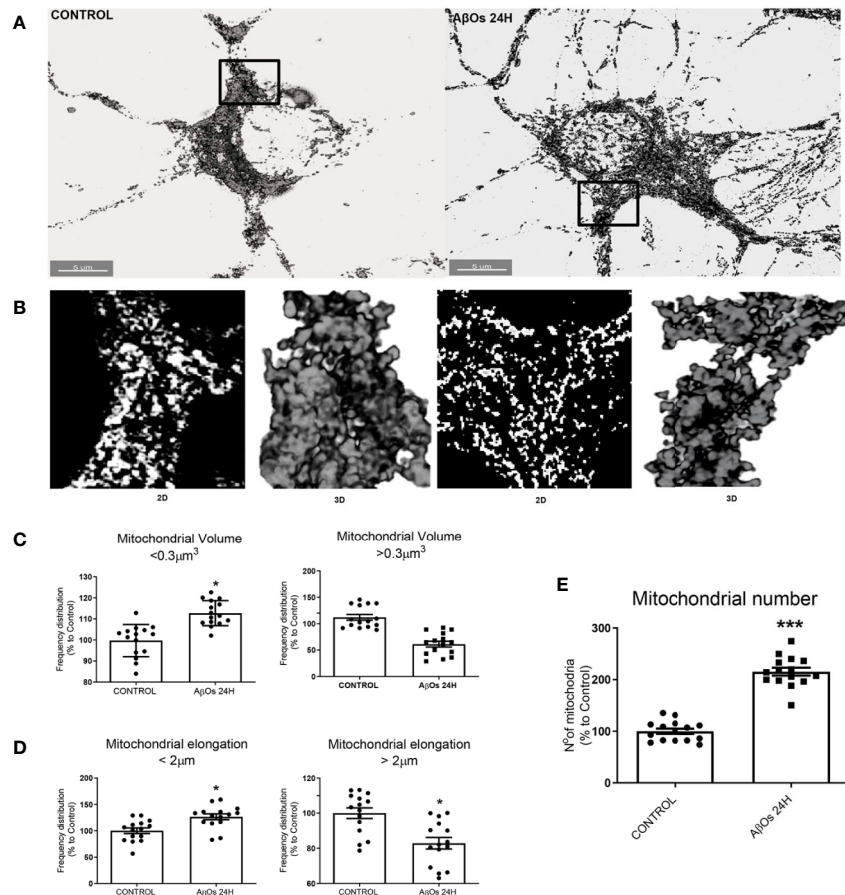 A
CONTROL
AβOs 24H
5 um
5 um
B
2D
3D
2D
3D
C
Mitochondrial Volume
<0.3µm³
Frequency distribution
(% to Control)
130
120
110
100
90
80
*
CONTROL
AβOs 24H
Mitochondrial Volume
>0.3µm³
Frequency distribution
(% to Control)
200
150
100
50
0
CONTROL
AβOs 24H
D
Mitochondrial elongation
< 2µm
Frequency distribution
(% to Control)
200
150
100
50
0
*
CONTROL
AβOs 24H
Mitochondrial elongation
> 2µm
Frequency distribution
(% to Control)
120
100
80
60
*
CONTROL
AβOs 24H
E
Mitochondrial number
Nº of mitochodria
(% to Control)
300
200
100
0
***
CONTROL
AβOs 24H